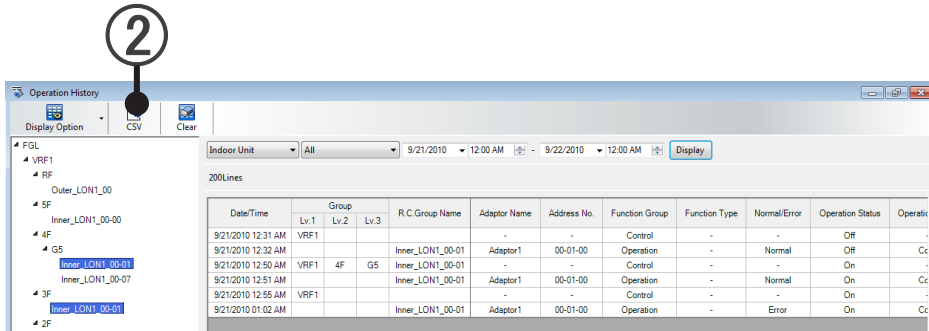 2
Operation History
Display Option CSV Clear
FGL
VRF1
RF
Outer_LON1_00
5F
Inner_LON1_00-00
4F
G5
Inner_LON1_00-01
Inner_LON1_00-07
3F
Inner_LON1_00-01
2F
Indoor Unit All 9/21/2010 12:00 AM - 9/22/2010 12:00 AM Display
200Lines
Date/Time Group R.C.Group Name Adaptor Name Address No. Function Group Function Type Normal/Error Operation Status Operatio
Lv.1 Lv.2 Lv.3
9/21/2010 12:31 AM VRF1 - - Control - - Off -
9/21/2010 12:32 AM Inner_LON1_00-01 Adaptor1 00-01-00 Operation - Normal Off Co
9/21/2010 12:50 AM VRF1 4F G5 Inner_LON1_00-01 - - Control - - On -
9/21/2010 12:51 AM Inner_LON1_00-01 Adaptor1 00-01-00 Operation - Normal On Co
9/21/2010 12:55 AM VRF1 - - Control - - On -
9/21/2010 01:02 AM Inner_LON1_00-01 Adaptor1 00-01-00 Operation - Error On Co